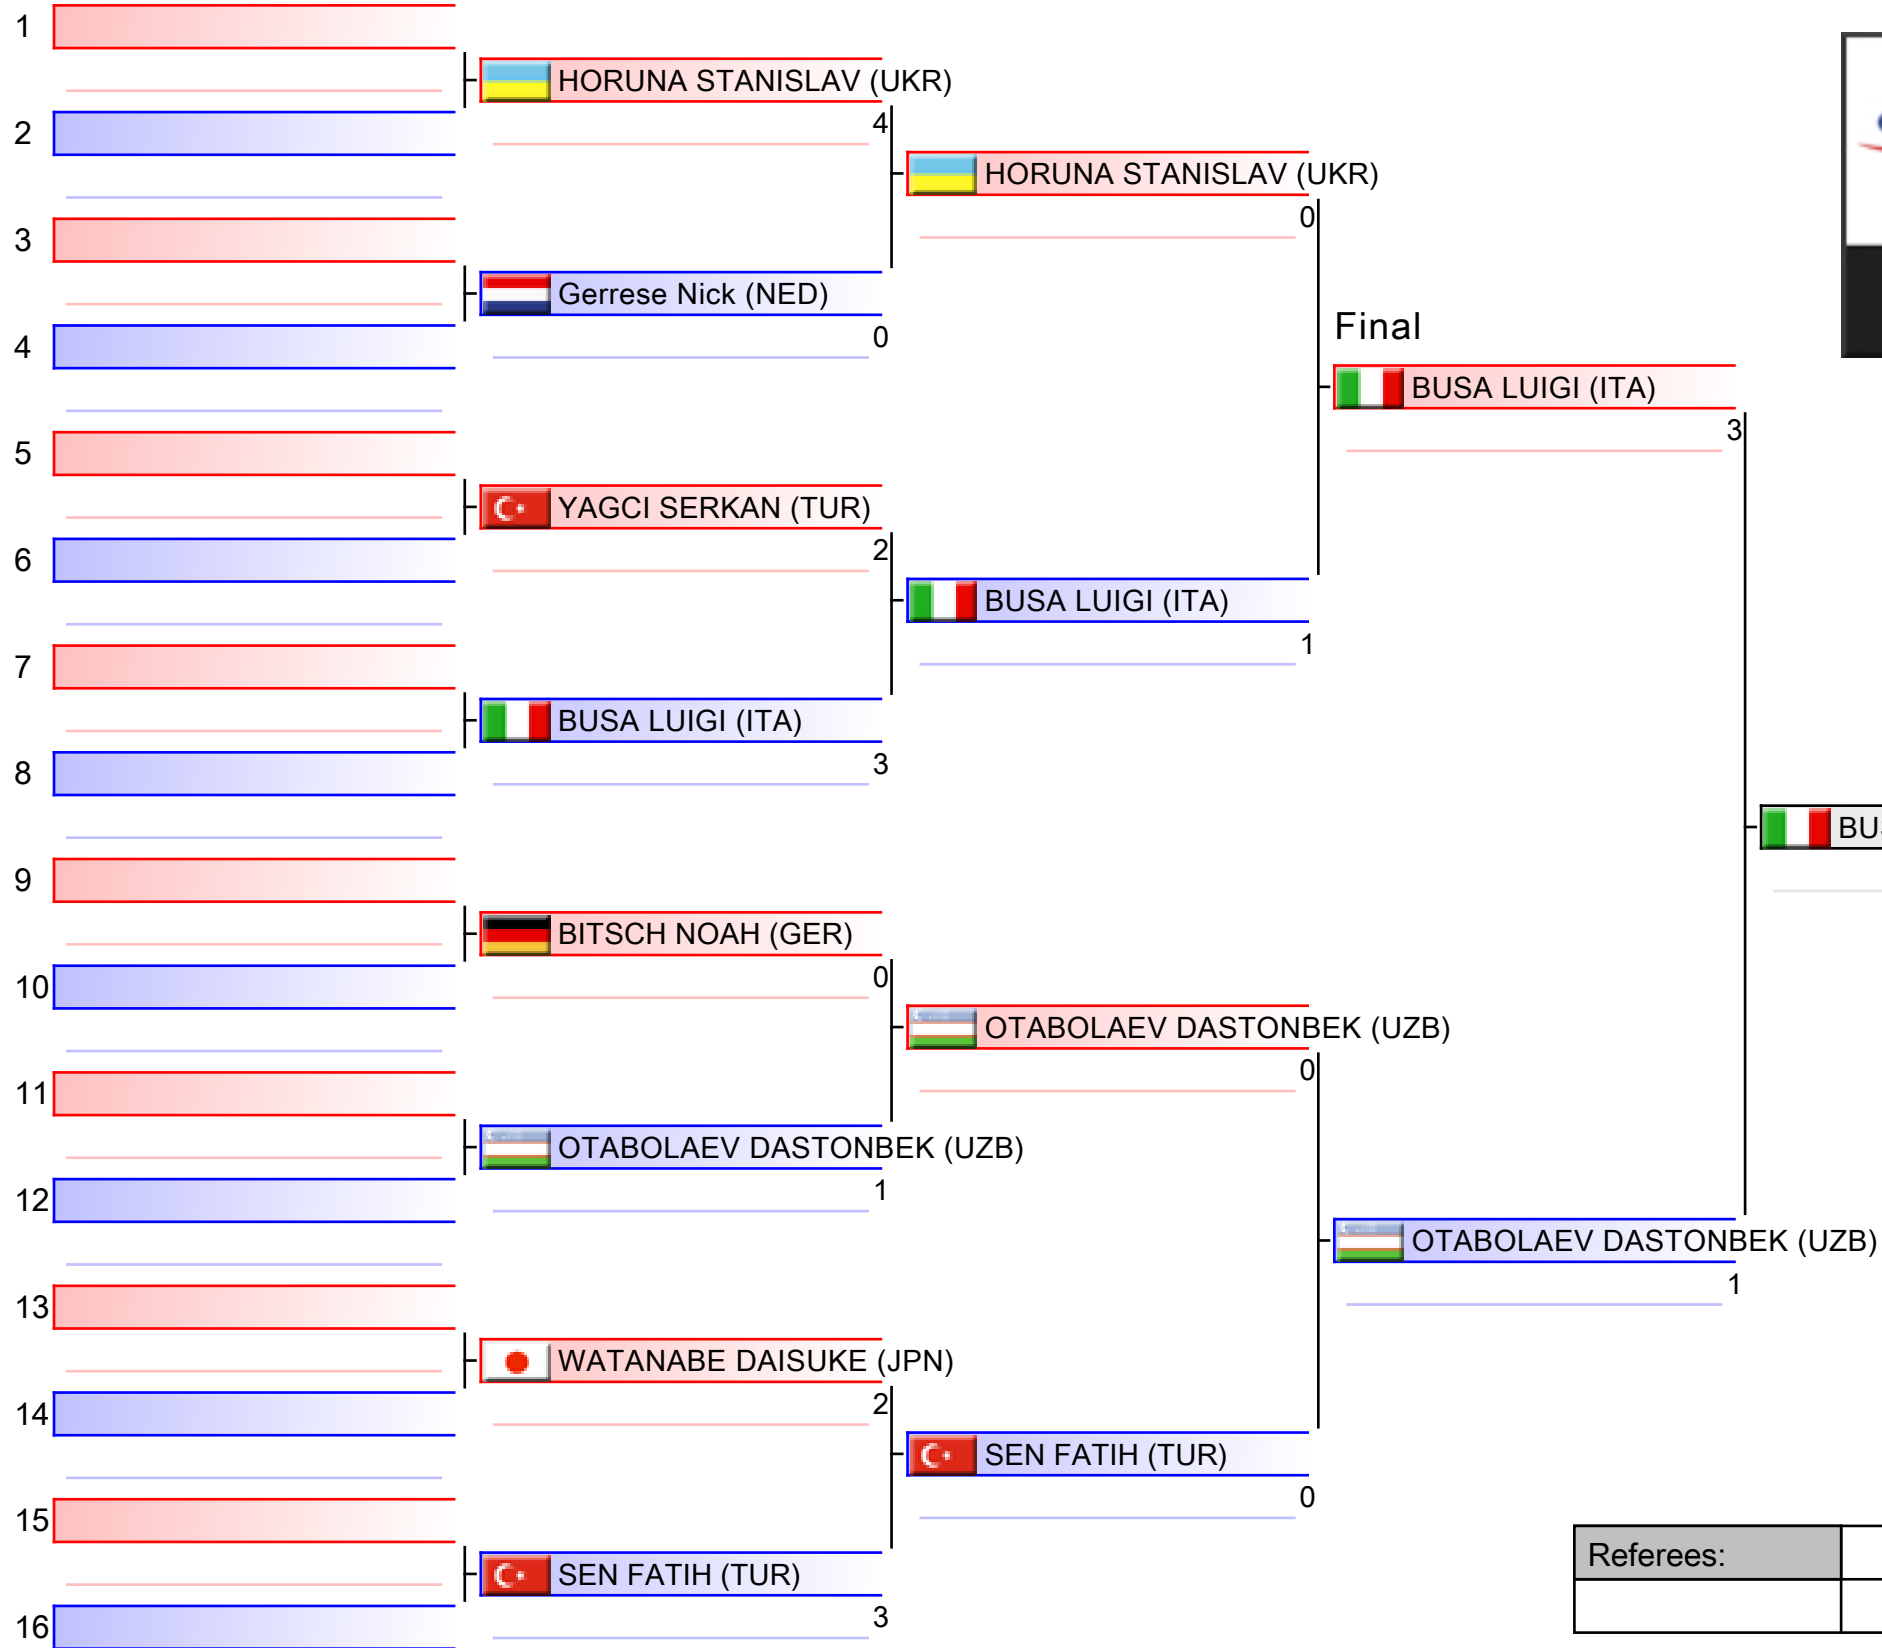 1
HORUNA STANISLAV (UKR)
4
2
HORUNA STANISLAV (UKR)
0
3
Gerrese Nick (NED)
0
4
Final
BUSA LUIGI (ITA)
3
5
YAGCI SERKAN (TUR)
2
6
BUSA LUIGI (ITA)
1
7
BUSA LUIGI (ITA)
3
8
9
BITSCH NOAH (GER)
0
10
OTABOLAEV DASTONBEK (UZB)
0
11
OTABOLAEV DASTONBEK (UZB)
1
12
OTABOLAEV DASTONBEK (UZB)
1
13
WATANABE DAISUKE (JPN)
2
14
SEN FATIH (TUR)
0
15
Referees:
SEN FATIH (TUR)
3
16